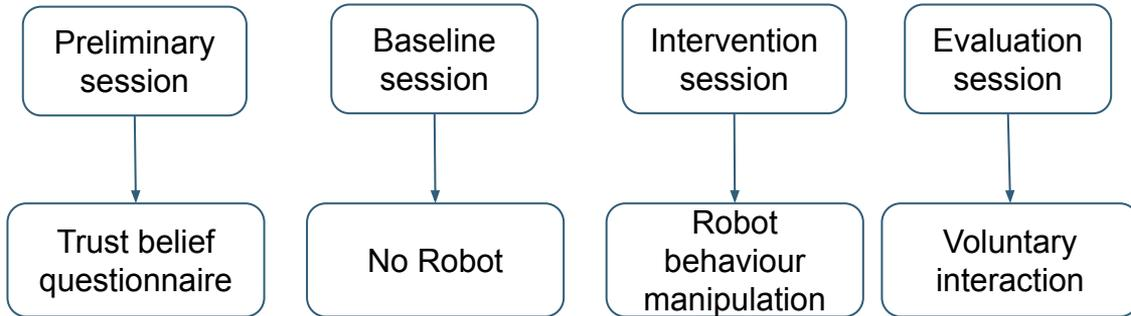 Preliminary
session
Baseline
session
Intervention
session
Evaluation
session
Trust belief
questionnaire
No Robot
Robot
behaviour
manipulation
Voluntary
interaction